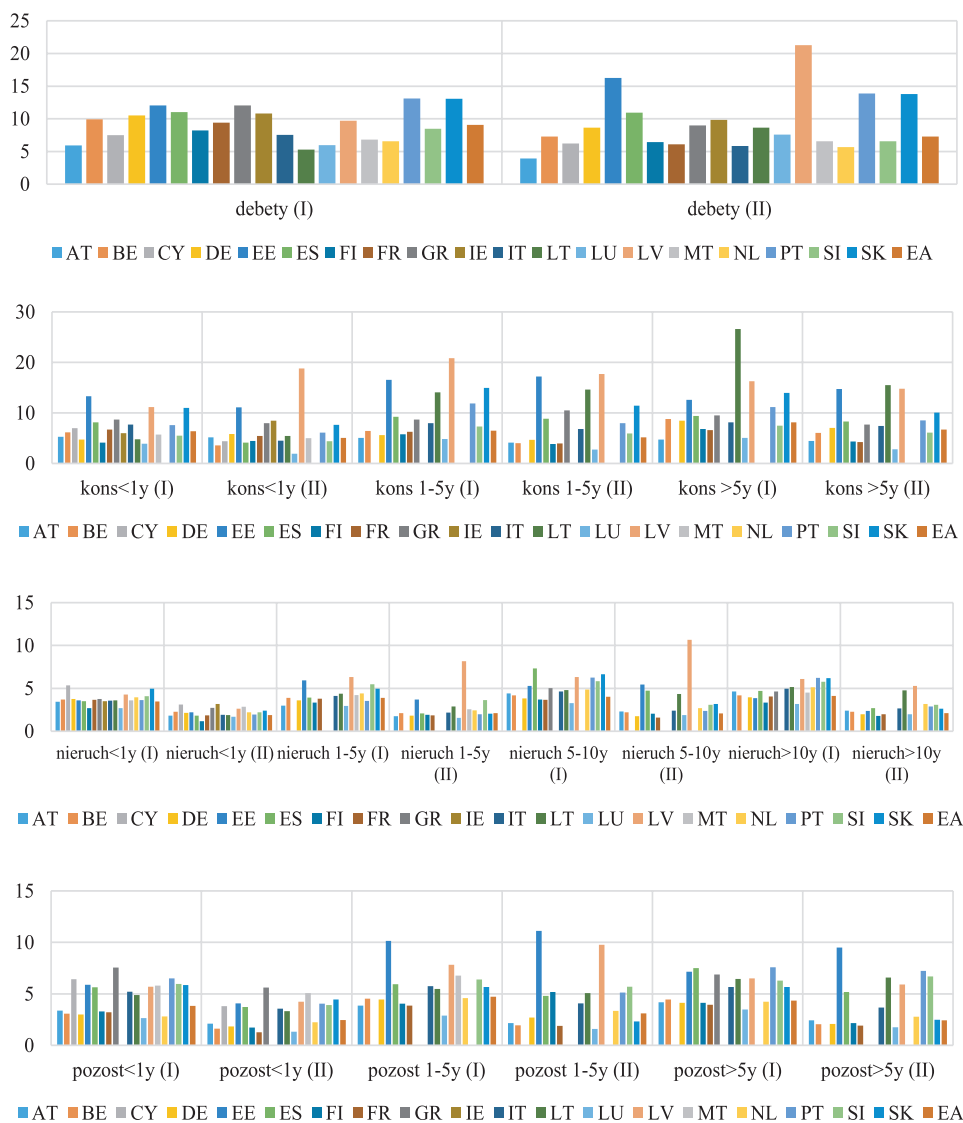 25
20
15
10
5
0
debety (I) debety (II)
AT BE CY DE EE ES FI FR GR IE IT LT LU LV MT NL PT SI SK EA
30
20
10
0
kons<1y (I) kons<1y (II) kons 1-5y (I) kons 1-5y (II) kons >5y (I) kons >5y (II)
AT BE CY DE EE ES FI FR GR IE IT LT LU LV MT NL PT SI SK EA
15
10
5
0
nieruch<1y (I) nieruch<1y (II) nieruch 1-5y (I) nieruch 1-5y (II) nieruch 5-10y (I) nieruch 5-10y (II) nieruch>10y (I) nieruch>10y (II)
AT BE CY DE EE ES FI FR GR IE IT LT LU LV MT NL PT SI SK EA
15
10
5
0
pozost<1y (I) pozost<1y (II) pozost 1-5y (I) pozost 1-5y (II) pozost>5y (I) pozost>5y (II)
AT BE CY DE EE ES FI FR GR IE IT LT LU LV MT NL PT SI SK EA